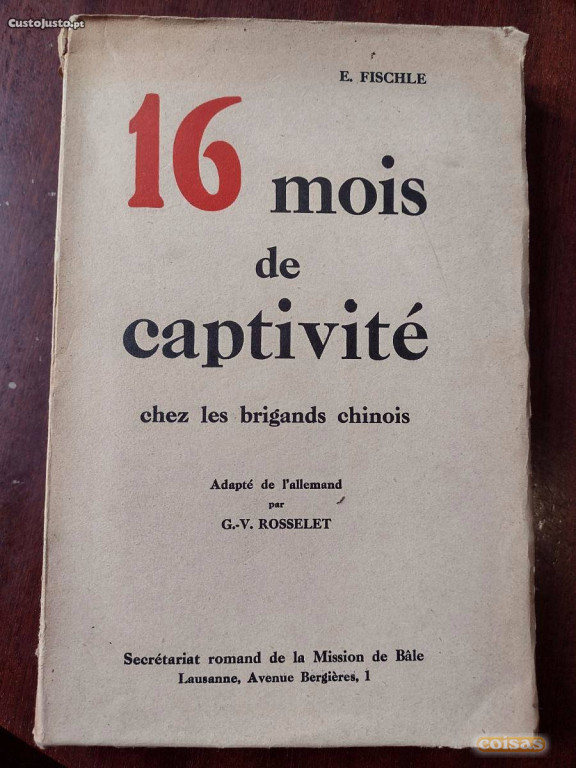 CustoJusto.pt
E. FISCHLE
16 mois
de
captivité
chez les brigands chinois
Adapté de l'allemand
par
G.-V. ROSSELET
Secrétariat romand de la Mission de Bâle
Lausanne, Avenue Bergières, 1
coisas